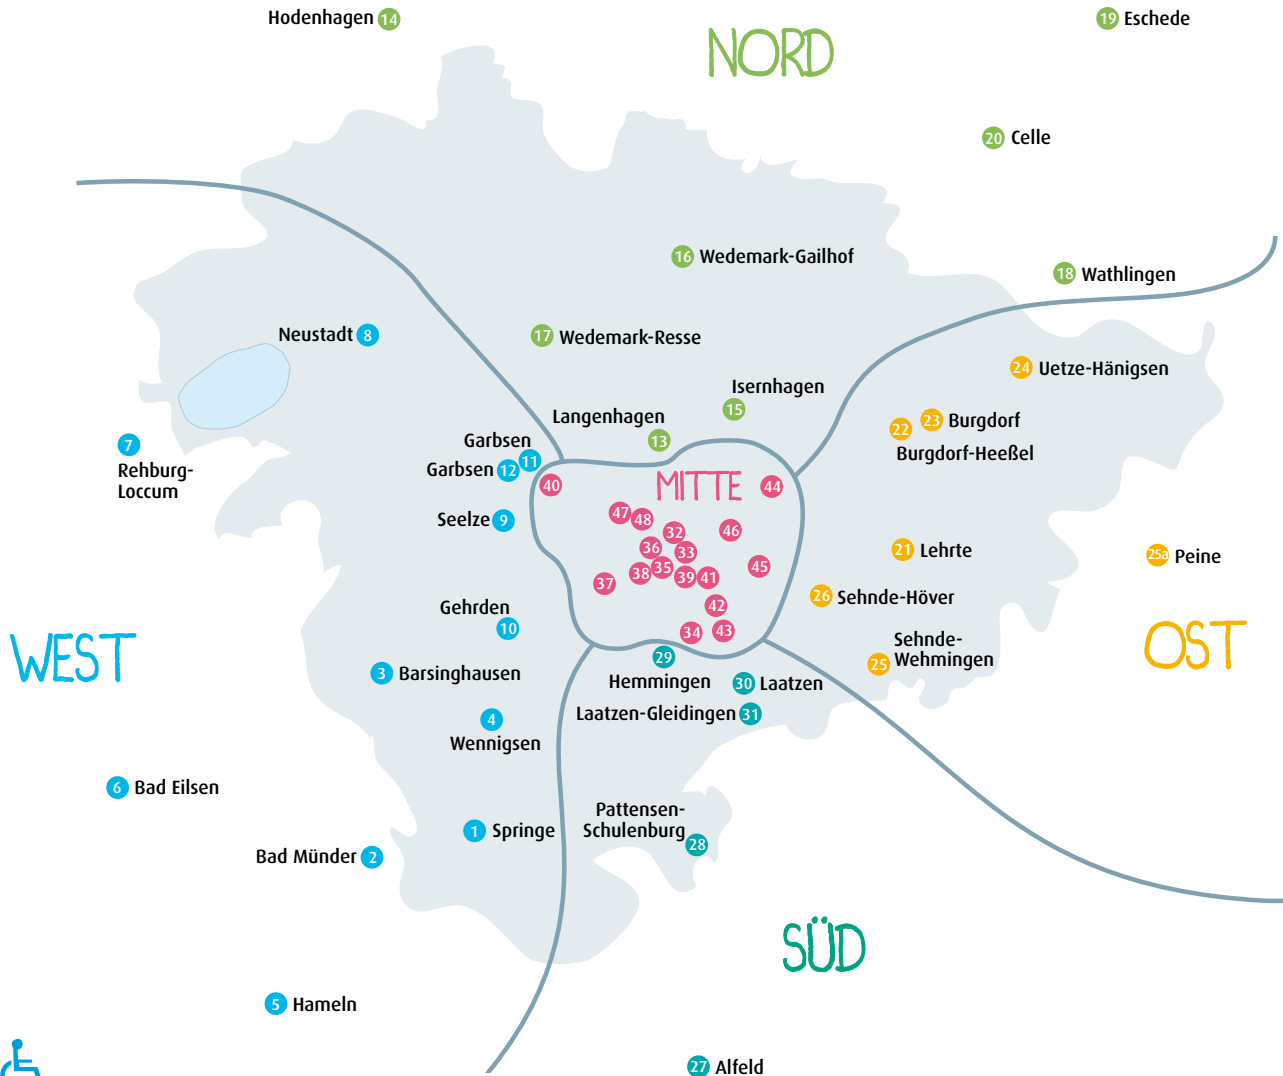 Hodenhagen 14
19 Eschede
NORD
20 Celle
16 Wedemark-Gailhof
18 Wathlingen
Neustadt 8
17 Wedemark-Resse
24 Uetze-Hänigsen
Isernhagen
15
Langenhagen
13
23 Burgdorf
22
Burgdorf-Heeßel
7
Rehburg-
Loccum
Garbsen
11
Garbsen 12
40
MITTE
44
Seelze 9
47
48
32
46
36
33
21 Lehrte
25a Peine
37
38
35
39
41
45
26 Sehnde-Höver
Gehrden
10
42
34
43
WEST
OST
Sehnde-
Wehmingen
25
29
Hemmingen
3 Barsinghausen
30 Laatzen
Laatzen-Gleidingen 31
4
Wennigsen
6 Bad Eilsen
Pattensen-
Schulenburg
28
1 Springe
Bad Münder 2
SÜD
5 Hameln
27 Alfeld